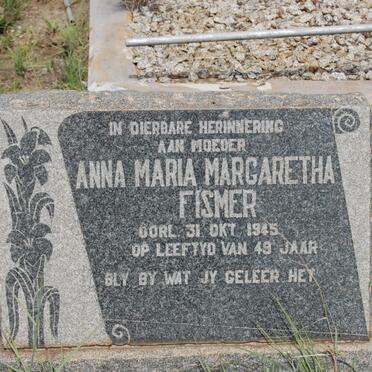 IN DIERBARE HERINNERING
AAN MOEDER
ANNA MARIA MARGARETHA
FISMER
OORL. 31 OKT. 1945
OP LEEFTYD VAN 49 JAAR
BLY BY WAT JY GELEER HET